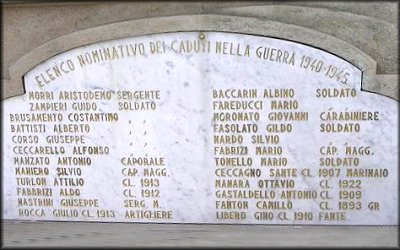 ELENCO NOMINATIVO DEI CADUTI NELLA GUERRA 1940-1945
MORRI ARISTODEMO SERGENTE
ZAMPIERI GUIDO SOLDATO
BRUSAMENTO COSTANTINO " "
BATTISTI ALBERTO " "
CORSO GIUSEPPE " "
CECCARELLO ALFONSO " "
MANZATO ANTONIO CAPORALE
MANIERO SILVIO CAP. MAGG.
TURLON ATTILIO CL. 1913
FABBRIZI ALDO CL. 1912
NASTRINI GIUSEPPE SERG. M.
ROCCA GIULIO CL. 1913 ARTIGLIERE
BACCARIN ALBINO SOLDATO
FAREDUCCI MARIO " "
MORONATO GIOVANNI CARABINIERE
FASOLATO GILDO SOLDATO
NARDO SILVIO " "
FABRIZI MARIO CAP. MAGG.
TONELLO MARIO SOLDATO
CECCAGNO SANTE CL 1907 MARINAIO
MANARA OTTAVIO CL. 1922
GASTALDELLO ANTONIO CL 1909
FANTON CAMILLO CL. 1893 GR
LIBERO GINO CL 1910 FANTE